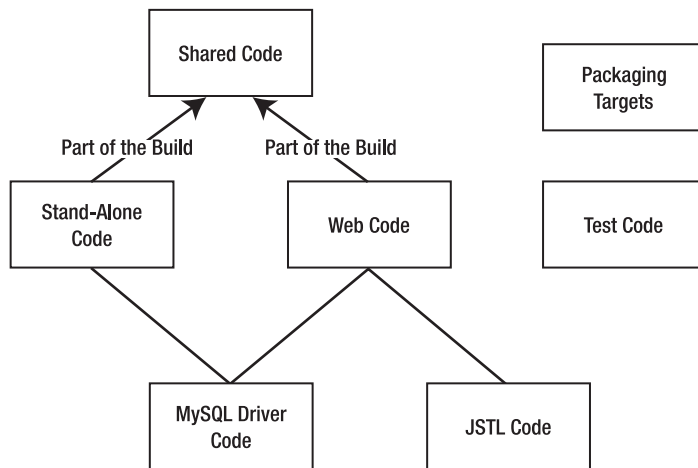 Shared Code
Packaging
Targets
Part of the Build
Part of the Build
Stand-Alone
Code
Web Code
Test Code
MySQL Driver
Code
JSTL Code